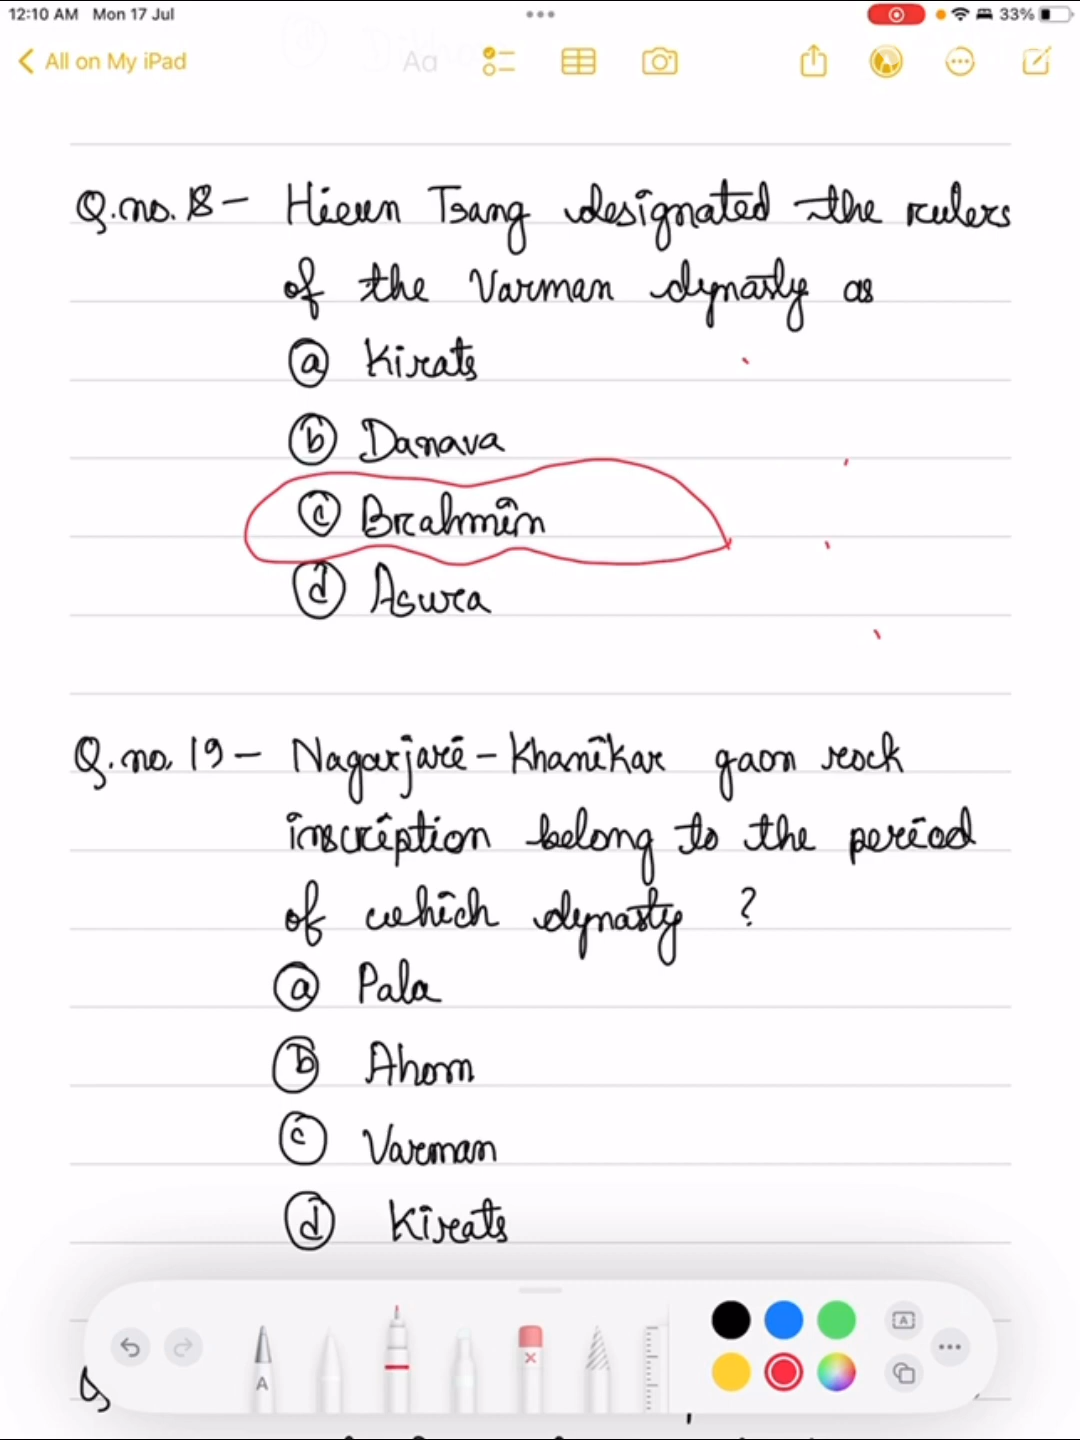 12:10 AM Mon 17 Jul
33%
All on My iPad
Aa
Q.no. 18- Hieun Tsang designated the rulers
of the Varman dynasty as
a Kirats
b Danava
c Brahmin
d Asura
Q.no. 19- Nagarjari-Khanikar gaon rock
inscription belong to the period
of which dynasty ?
a Pala
b Ahom
c Varman
d Kirats
A
A